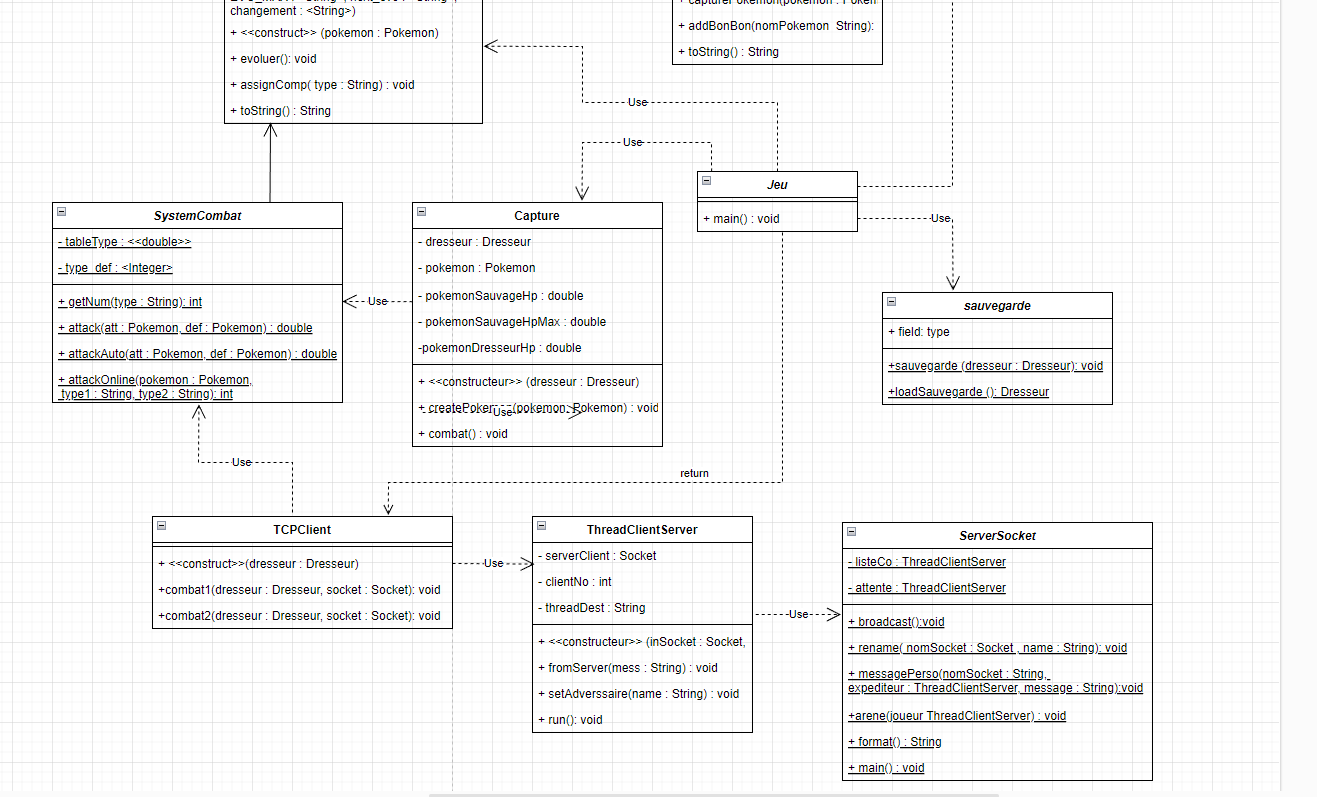 changement : <String>)
+ <<construct>> (pokemon : Pokemon)
+ evoluer(): void
+ assignComp( type : String) : void
+ toString() : String
+ addBonBon(nomPokemon String):
+ toString() : String
Use
Use
Jeu
+ main() : void
Use
SystemCombat
- tableType : <<double>>
- type_def : <Integer>
+ getNum(type : String): int
+ attack(att : Pokemon, def : Pokemon) : double
+ attackAuto(att : Pokemon, def : Pokemon) : double
+ attackOnline(pokemon : Pokemon,
type1 : String, type2 : String): int
Use
Capture
- dresseur : Dresseur
- pokemon : Pokemon
- pokemonSauvageHp : double
- pokemonSauvageHpMax : double
-pokemonDresseurHp : double
+ <<constructeur>> (dresseur : Dresseur)
+ createPokemon(pokemon: Pokemon) : void
Use
+ combat() : void
sauvegarde
+ field: type
+sauvegarde (dresseur : Dresseur): void
+loadSauvegarde (): Dresseur
Use
return
TCPClient
+ <<construct>>(dresseur : Dresseur)
+combat1(dresseur : Dresseur, socket : Socket): void
+combat2(dresseur : Dresseur, socket : Socket): void
Use
ThreadClientServer
- serverClient : Socket
- clientNo : int
- threadDest : String
+ <<constructeur>> (inSocket : Socket,
+ fromServer(mess : String) : void
+ setAdverssaire(name : String) : void
+ run(): void
Use
ServerSocket
- listeCo : ThreadClientServer
- attente : ThreadClientServer
+ broadcast():void
+ rename( nomSocket : Socket , name : String): void
+ messagePerso(nomSocket : String,
expediteur : ThreadClientServer, message : String):void
+arene(joueur ThreadClientServer) : void
+ format() : String
+ main() : void